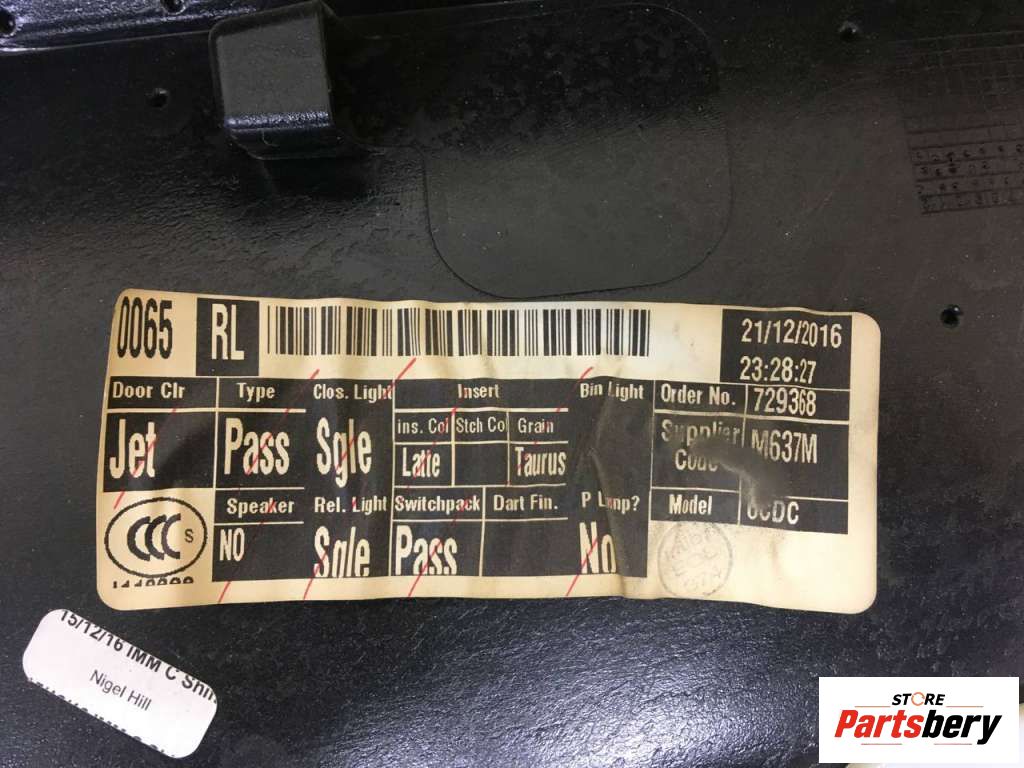 0065 RL 21/12/2016
23:28:27
Door Clr Type Clos. Light Insert Bin Light Order No. 729368
ins. Col Stch Col Grain
Jet Pass Sgle Latte Taurus Supplier Code M637M
Speaker Rel. Light Switchpack Dart Fin. Model
CCC S NO Sgle Pass No
15/12/16 IMM C
Nigel Hill
STORE
Partsbery